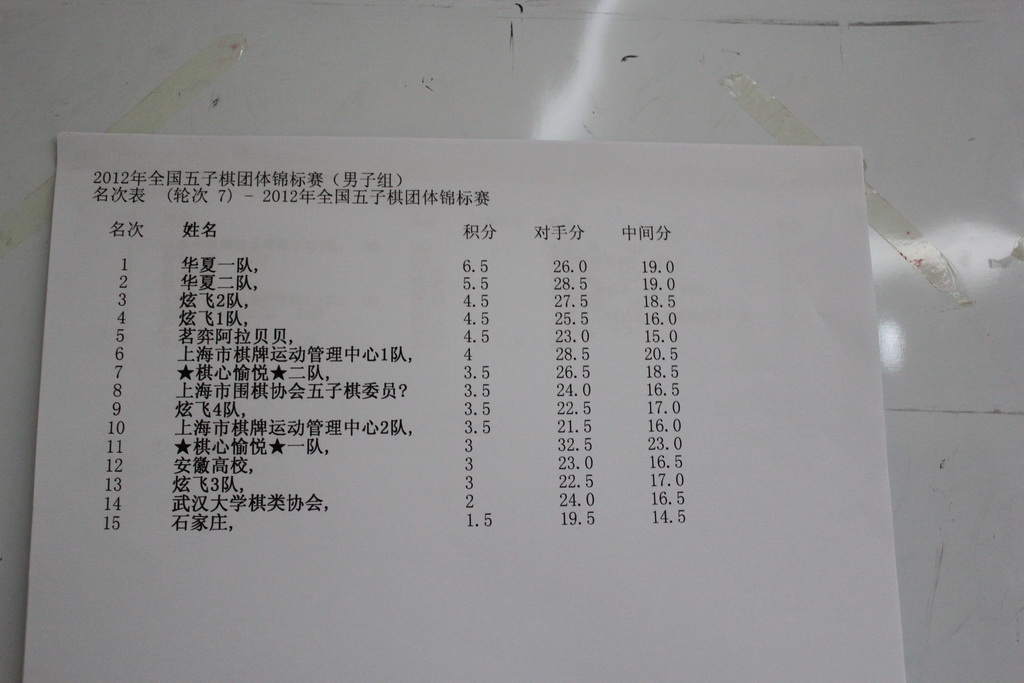 2012年全国五子棋团体锦标赛（男子组）
名次表 （轮次 7）- 2012年全国五子棋团体锦标赛
名次 姓名 积分 对手分 中间分
1 华夏一队, 6.5 26.0 19.0
2 华夏二队, 5.5 28.5 19.0
3 炫飞2队, 4.5 27.5 18.5
4 炫飞1队, 4.5 25.5 16.0
5 茗弈阿拉贝贝, 4.5 23.0 15.0
6 上海市棋牌运动管理中心1队, 4 28.5 20.5
7 ★棋心愉悦★二队, 3.5 26.5 18.5
8 上海市围棋协会五子棋委员? 3.5 24.0 16.5
9 炫飞4队, 3.5 22.5 17.0
10 上海市棋牌运动管理中心2队, 3.5 21.5 16.0
11 ★棋心愉悦★一队, 3 32.5 23.0
12 安徽高校, 3 23.0 16.5
13 炫飞3队, 3 22.5 17.0
14 武汉大学棋类协会, 2 24.0 16.5
15 石家庄, 1.5 19.5 14.5